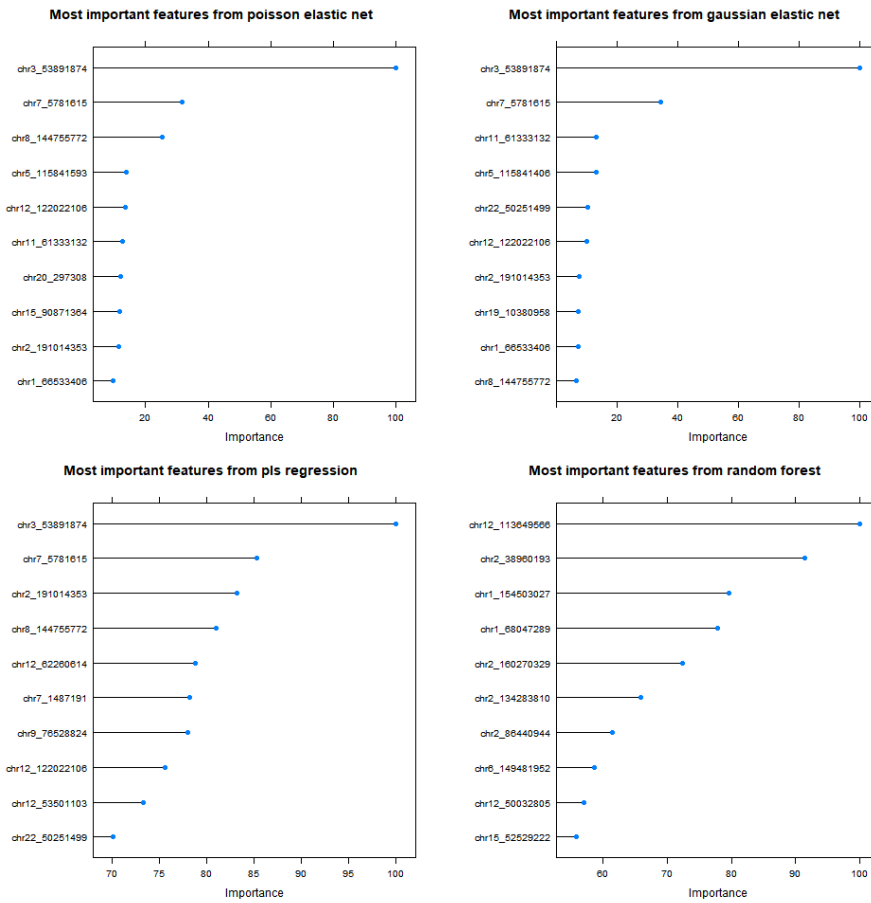 Most important features from poisson elastic net
chr3_53891874
chr7_5781615
chr8_144755772
chr5_115841593
chr12_122022106
chr11_61333132
chr20_297308
chr15_90871364
chr2_191014353
chr1_66533406
20 40 60 80 100
Importance
Most important features from gaussian elastic net
chr3_53891874
chr7_5781615
chr11_61333132
chr5_115841406
chr22_50251499
chr12_122022106
chr2_191014353
chr19_10380958
chr1_66533406
chr8_144755772
20 40 60 80 100
Importance
Most important features from pls regression
chr3_53891874
chr7_5781615
chr2_191014353
chr8_144755772
chr12_62260614
chr7_1487191
chr9_76528824
chr12_122022106
chr12_53501103
chr22_50251499
70 75 80 85 90 95 100
Importance
Most important features from random forest
chr12_113649566
chr2_38960193
chr1_154503027
chr1_68047289
chr2_160270329
chr2_134283810
chr2_86440944
chr6_149481952
chr12_50032805
chr15_52529222
60 70 80 90 100
Importance